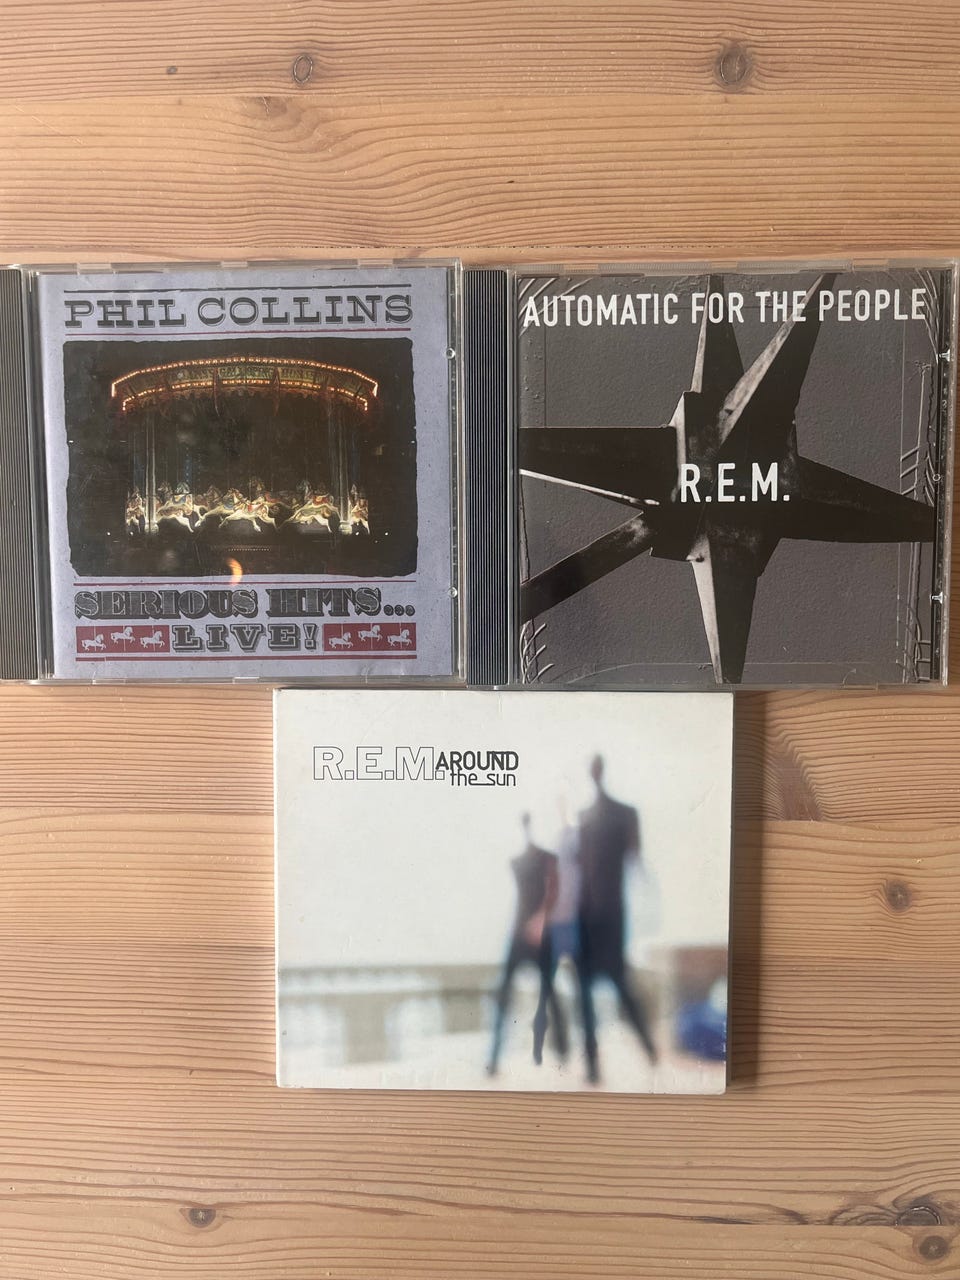 PHIL COLLINS
SERIOUS HITS...
LIVE!
AUTOMATIC FOR THE PEOPLE
R.E.M.
R.E.M. AROUND
the sun